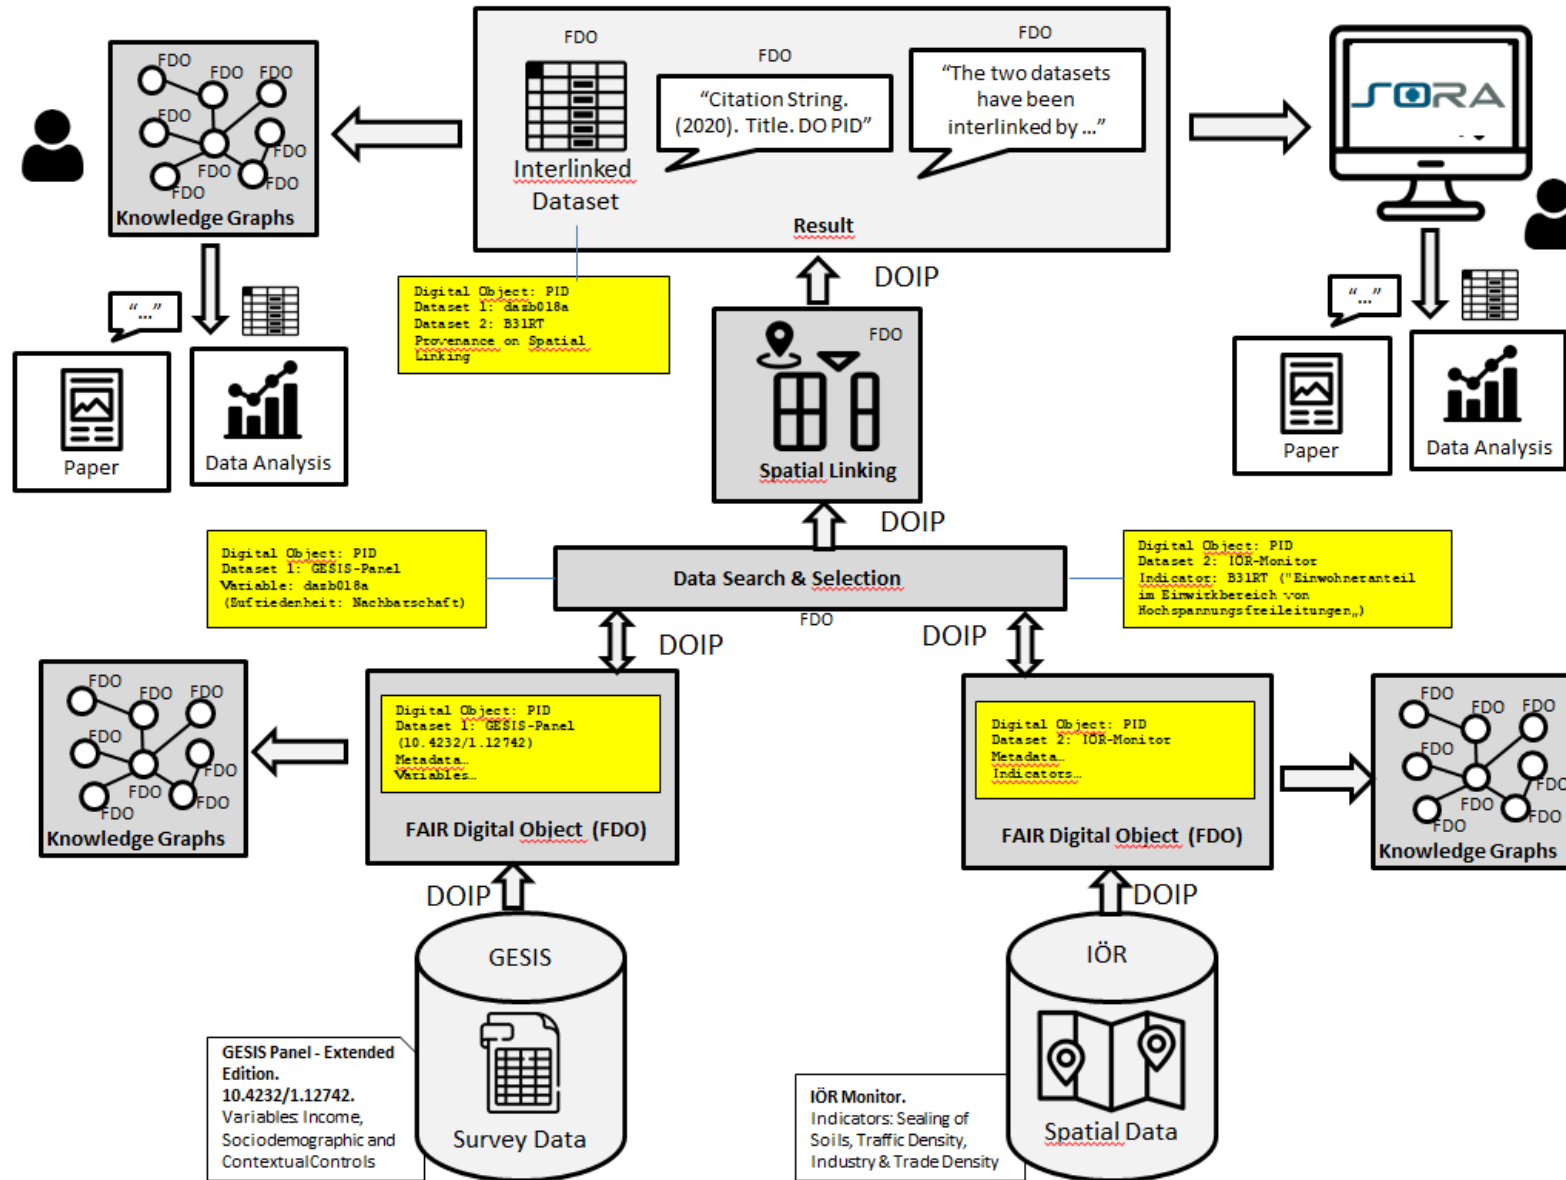 FDO
FDO
FDO
FDO
FDO
FDO
FDO
FDO
FDO
Knowledge Graphs
FDO
Interlinked
Dataset
FDO
“Citation String.
(2020). Title. DO PID”
FDO
“The two datasets
have been
interlinked by ...”
Result
SORA
“...”
Paper
Data Analysis
Digital Object: PID
Dataset 1: dazb018a
Dataset 2: B31RT
Provenance on Spatial
Linking
DOIP
FDO
Spatial Linking
“...”
Paper
Data Analysis
DOIP
Digital Object: PID
Dataset 1: GESIS-Panel
Variable: dazb018a
(Zufriedenheit: Nachbarschaft)
Data Search & Selection
FDO
Digital Object: PID
Dataset 2: IÖR-Monitor
Indicator: B31RT ("Einwohneranteil
im Einwirkbereich von
Hochspannungsfreileitungen„)
DOIP
DOIP
FDO
FDO
FDO
FDO
FDO
FDO
FDO
FDO
Knowledge Graphs
Digital Object: PID
Dataset 1: GESIS-Panel
(10.4232/1.12742)
Metadata…
Variables…
FAIR Digital Object (FDO)
Digital Object: PID
Dataset 2: IÖR-Monitor
Metadata…
Indicators…
FAIR Digital Object (FDO)
FDO
FDO
FDO
FDO
FDO
FDO
FDO
FDO
Knowledge Graphs
DOIP
DOIP
GESIS
Survey Data
GESIS Panel - Extended
Edition.
10.4232/1.12742.
Variables: Income,
Sociodemographic and
Contextual Controls
IÖR
Spatial Data
IÖR Monitor.
Indicators: Sealing of
Soils, Traffic Density,
Industry & Trade Density